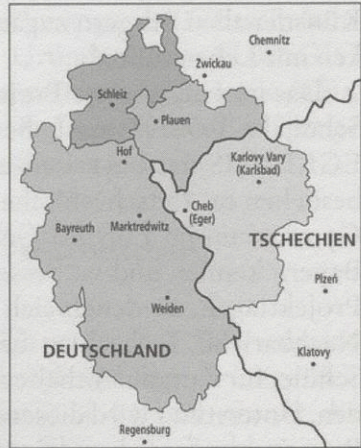 Chemnitz
Zwickau
Schleiz
Plauen
Hof
Karlovy Vary
(Karlsbad)
Cheb
(Eger)
Bayreuth
Marktredwitz
TSCHECHIEN
Plzeň
Weiden
DEUTSCHLAND
Klatovy
Regensburg